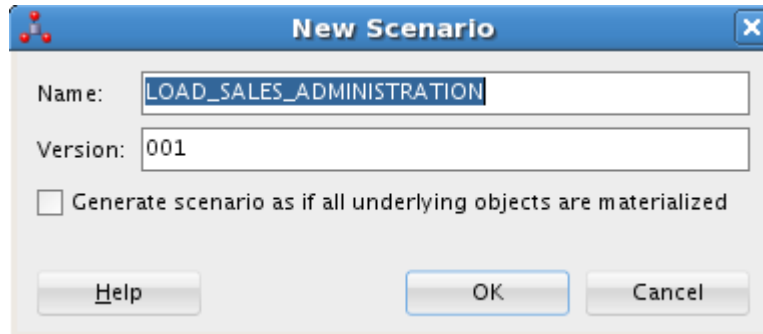 New Scenario
Name: LOAD_SALES_ADMINISTRATION
Version: 001
Generate scenario as if all underlying objects are materialized
Help OK Cancel